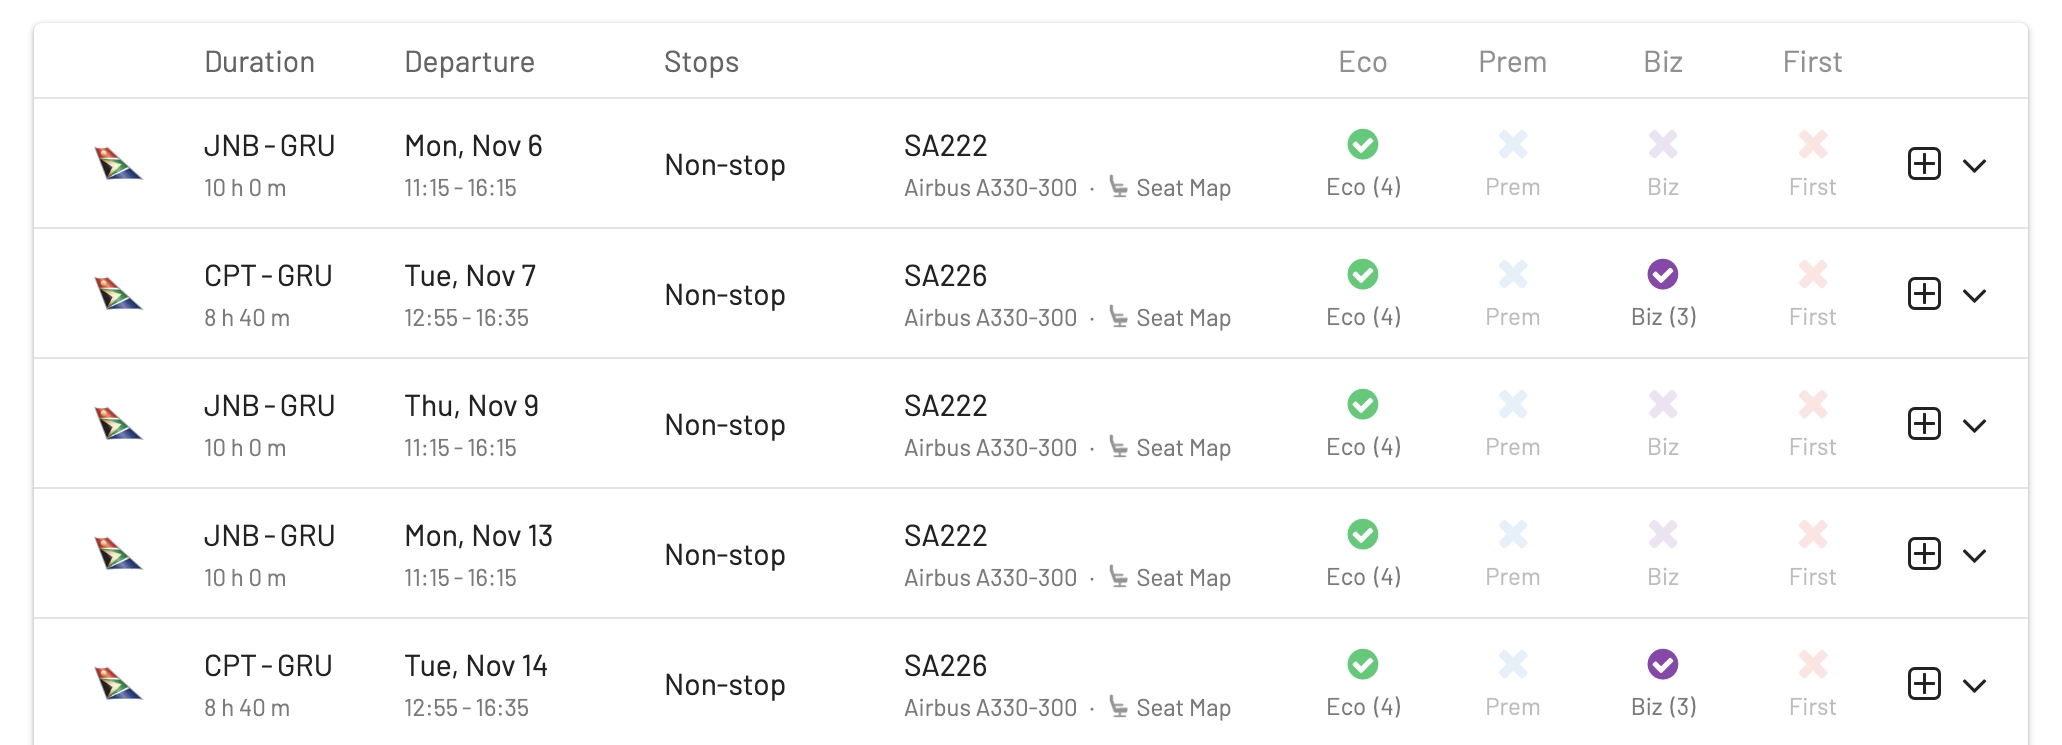 Duration Departure Stops Eco Prem Biz First
JNB - GRU Mon, Nov 6 Non-stop SA222
10 h 0 m 11:15 - 16:15 Airbus A330-300 · Seat Map Eco (4) Prem Biz First
CPT - GRU Tue, Nov 7 Non-stop SA226
8 h 40 m 12:55 - 16:35 Airbus A330-300 · Seat Map Eco (4) Prem Biz (3) First
JNB - GRU Thu, Nov 9 Non-stop SA222
10 h 0 m 11:15 - 16:15 Airbus A330-300 · Seat Map Eco (4) Prem Biz First
JNB - GRU Mon, Nov 13 Non-stop SA222
10 h 0 m 11:15 - 16:15 Airbus A330-300 · Seat Map Eco (4) Prem Biz First
CPT - GRU Tue, Nov 14 Non-stop SA226
8 h 40 m 12:55 - 16:35 Airbus A330-300 · Seat Map Eco (4) Prem Biz (3) First